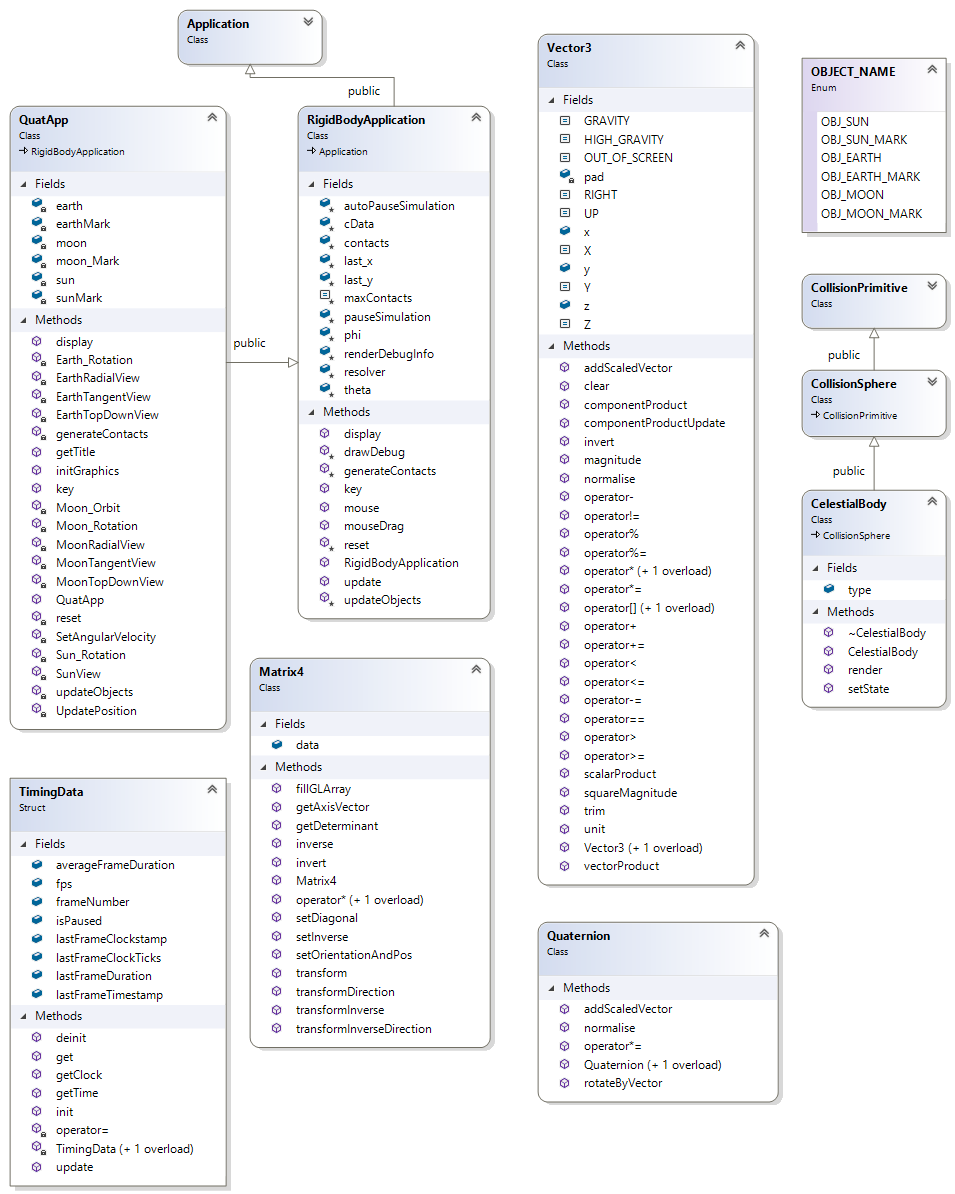 Application
Class
public
QuatApp
Class
RigidBodyApplication
Fields
earth
earthMark
moon
moon_Mark
sun
sunMark
Methods
display
Earth_Rotation
EarthRadialView
EarthTangentView
EarthTopDownView
generateContacts
getTitle
initGraphics
key
Moon_Orbit
Moon_Rotation
MoonRadialView
MoonTangentView
MoonTopDownView
QuatApp
reset
SetAngularVelocity
Sun_Rotation
SunView
updateObjects
UpdatePosition
public
RigidBodyApplication
Class
Application
Fields
autoPauseSimulation
cData
contacts
last_x
last_y
maxContacts
pauseSimulation
phi
renderDebugInfo
resolver
theta
Methods
display
drawDebug
generateContacts
key
mouse
mouseDrag
reset
RigidBodyApplication
update
updateObjects
TimingData
Struct
Fields
averageFrameDuration
fps
frameNumber
isPaused
lastFrameClockstamp
lastFrameClockTicks
lastFrameDuration
lastFrameTimestamp
Methods
deinit
get
getClock
getTime
init
operator=
TimingData (+ 1 overload)
update
Matrix4
Class
Fields
data
Methods
fillGLArray
getAxisVector
getDeterminant
inverse
invert
Matrix4
operator* (+ 1 overload)
setDiagonal
setInverse
setOrientationAndPos
transform
transformDirection
transformInverse
transformInverseDirection
Vector3
Class
Fields
GRAVITY
HIGH_GRAVITY
OUT_OF_SCREEN
pad
RIGHT
UP
x
X
y
Y
z
Z
Methods
addScaledVector
clear
componentProduct
componentProductUpdate
invert
magnitude
normalise
operator-
operator!=
operator%
operator%=
operator* (+ 1 overload)
operator*=
operator[] (+ 1 overload)
operator+
operator+=
operator<
operator<=
operator-=
operator==
operator>
operator>=
scalarProduct
squareMagnitude
trim
unit
Vector3 (+ 1 overload)
vectorProduct
Quaternion
Class
Methods
addScaledVector
normalise
operator*=
Quaternion (+ 1 overload)
rotateByVector
OBJECT_NAME
Enum
OBJ_SUN
OBJ_SUN_MARK
OBJ_EARTH
OBJ_EARTH_MARK
OBJ_MOON
OBJ_MOON_MARK
CollisionPrimitive
Class
public
CollisionSphere
Class
CollisionPrimitive
public
CelestialBody
Class
CollisionSphere
Fields
type
Methods
~CelestialBody
CelestialBody
render
setState